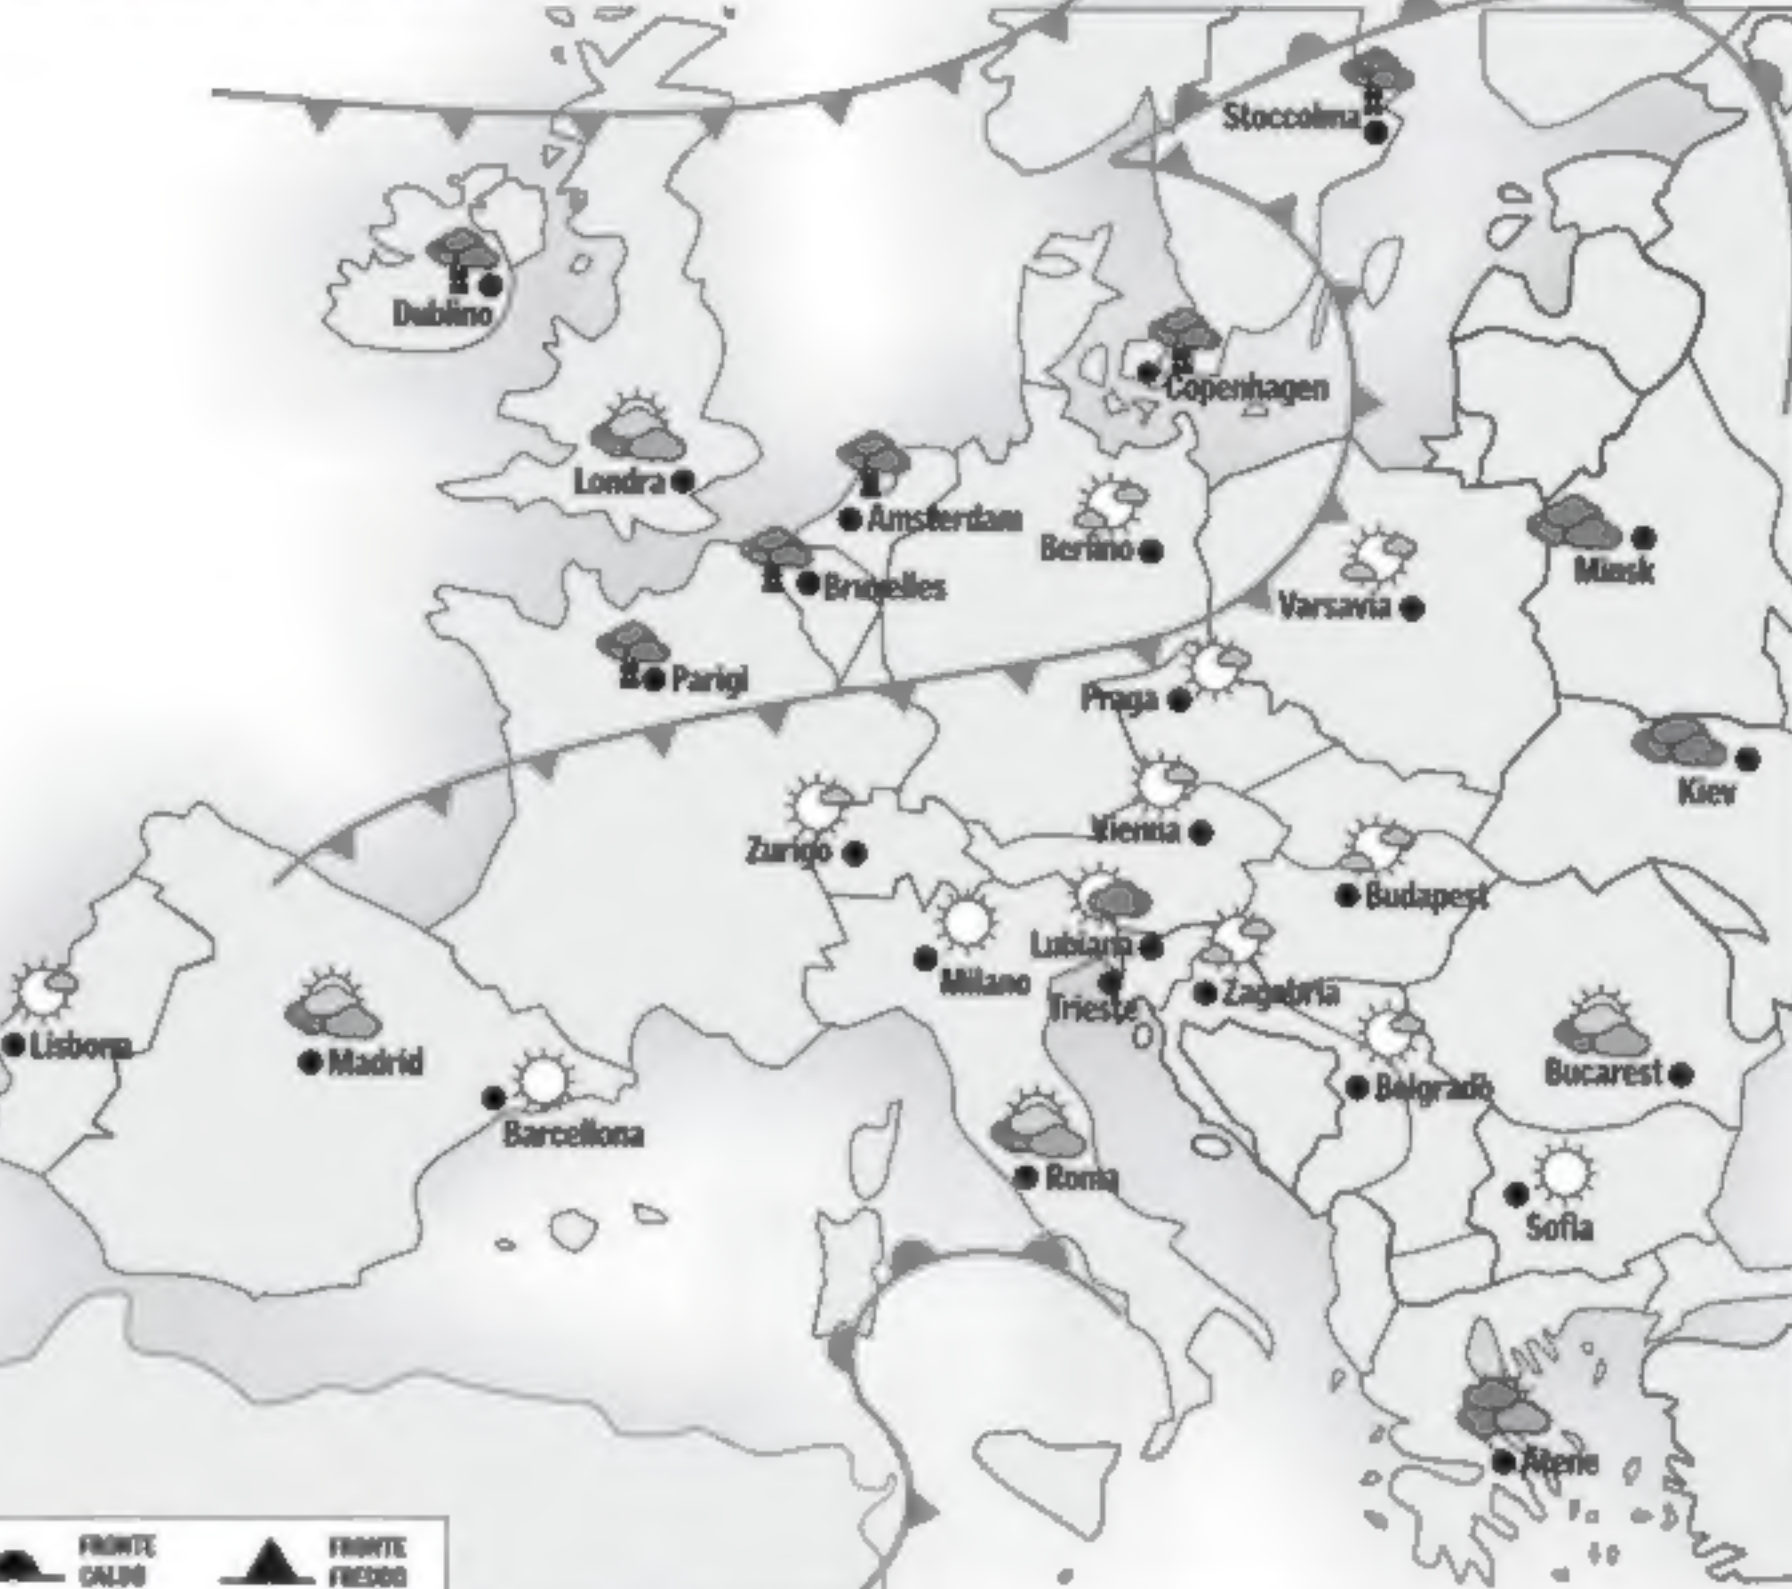 Stoccolma
Dublino
Copenhagen
Londra
Amsterdam
Berlino
Bruxelles
Minsk
Varsavia
Parigi
Praga
Kiev
Vienna
Zurigo
Budapest
Lubiana
Milano
Trieste
Zagabria
Lisbona
Madrid
Belgrado
Bucarest
Barcellona
Roma
Sofia
Atene
FRONTE
CALDO
FRONTE
FREDDO